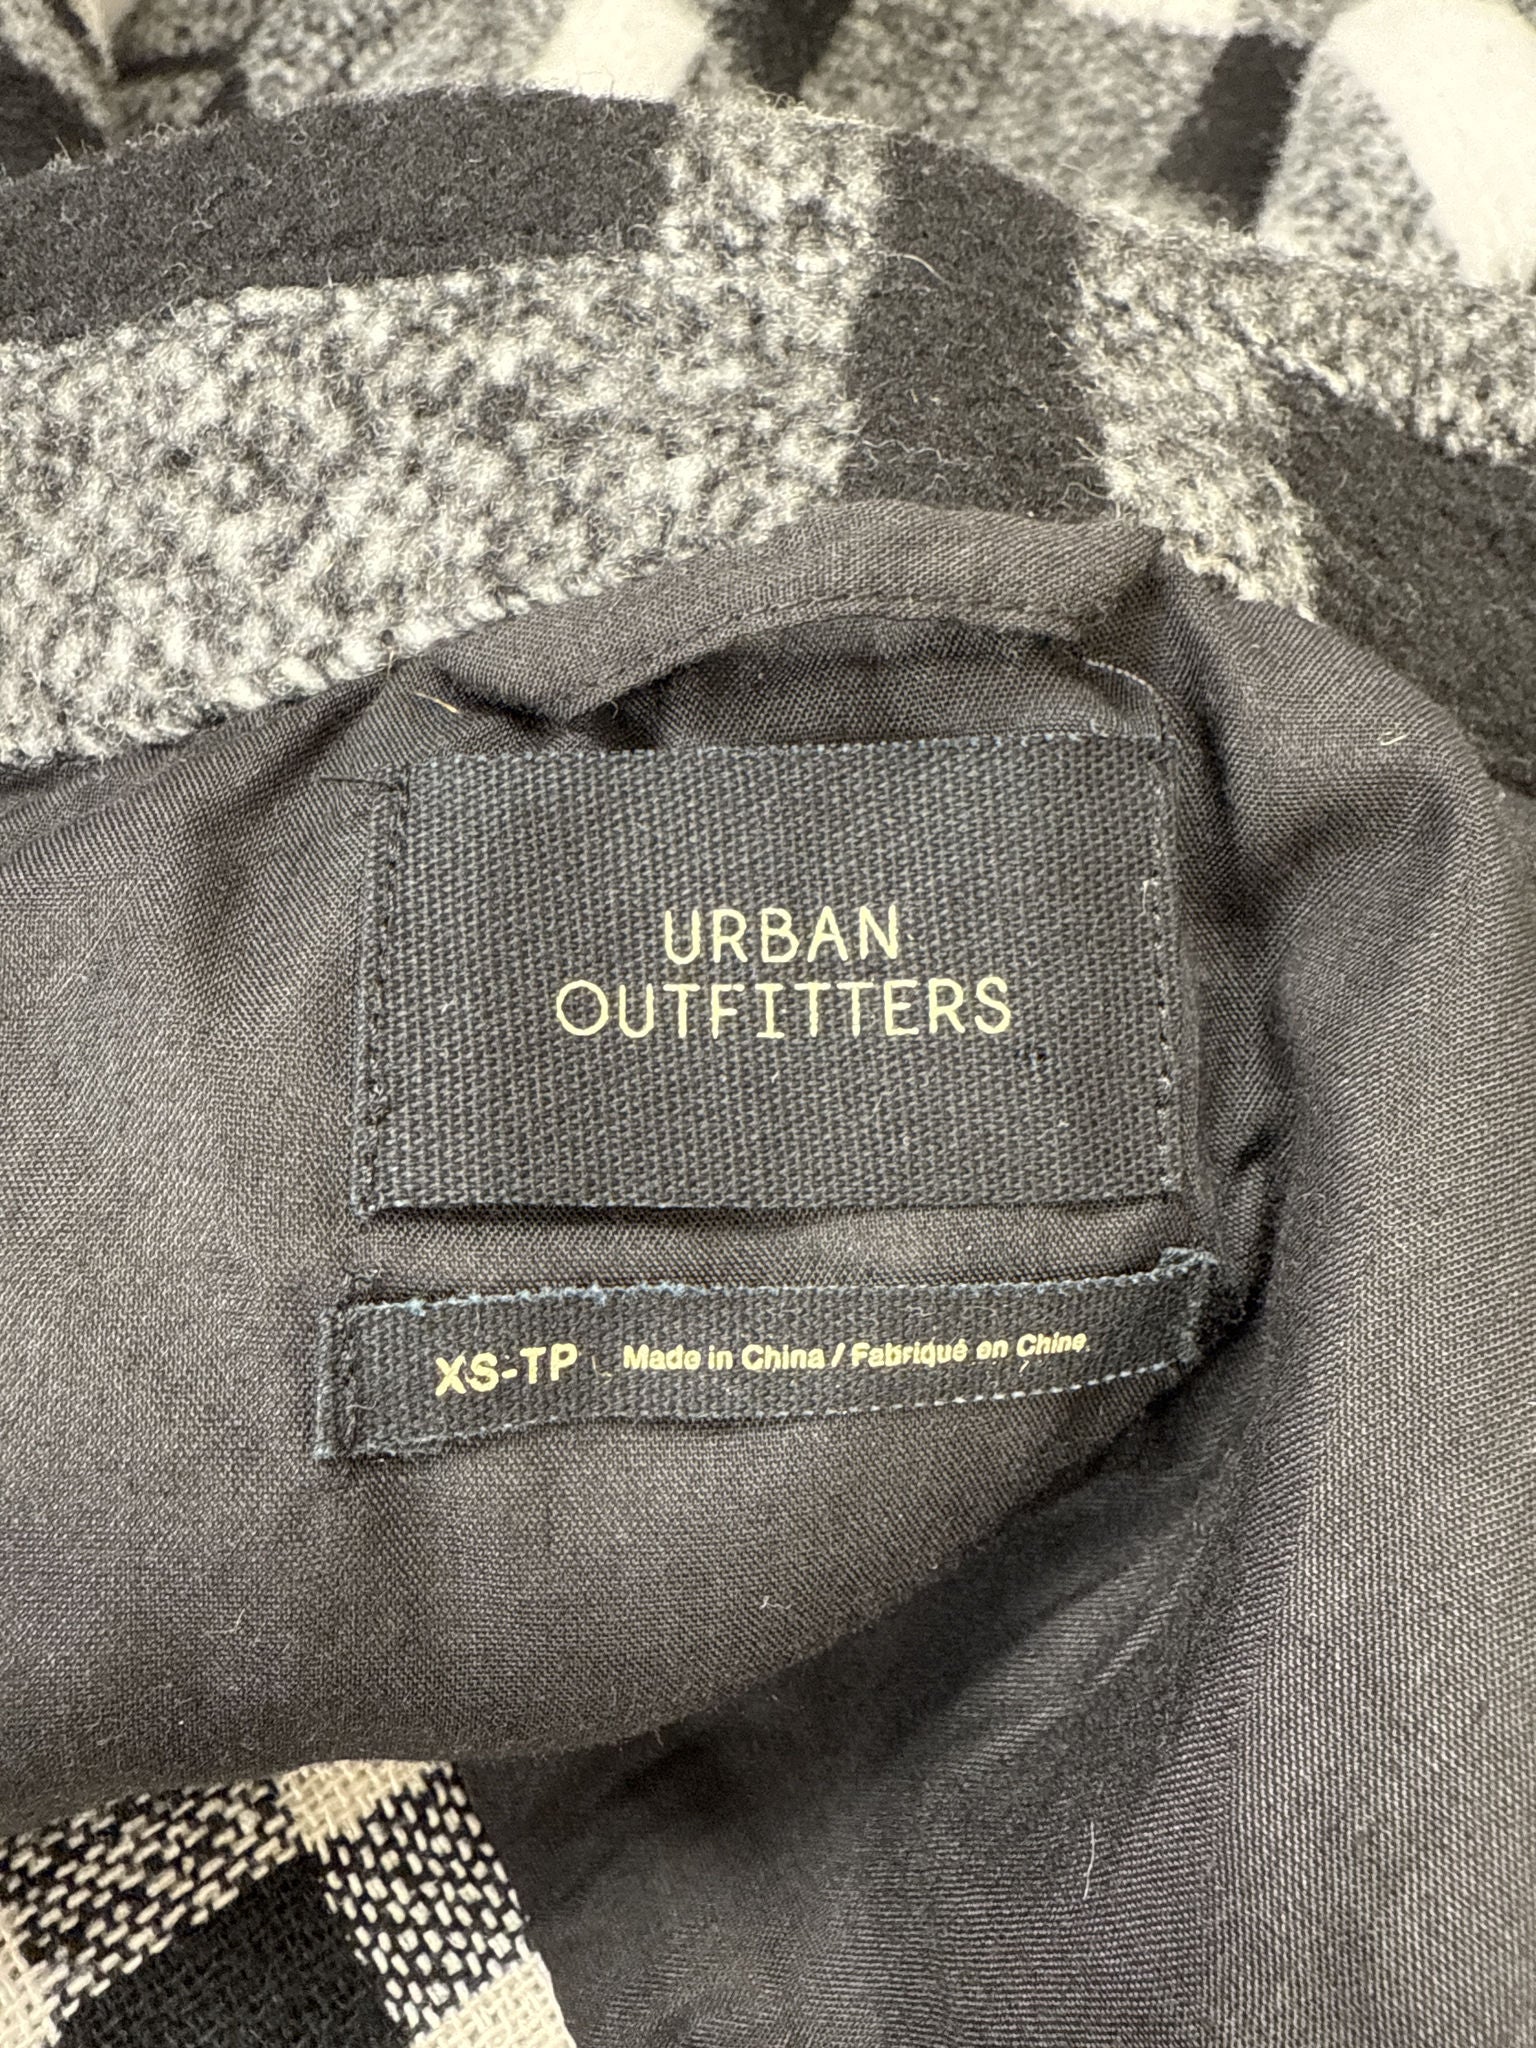 URBAN
OUTFITTERS
XS-TP Made in China / Fabriqué en Chine